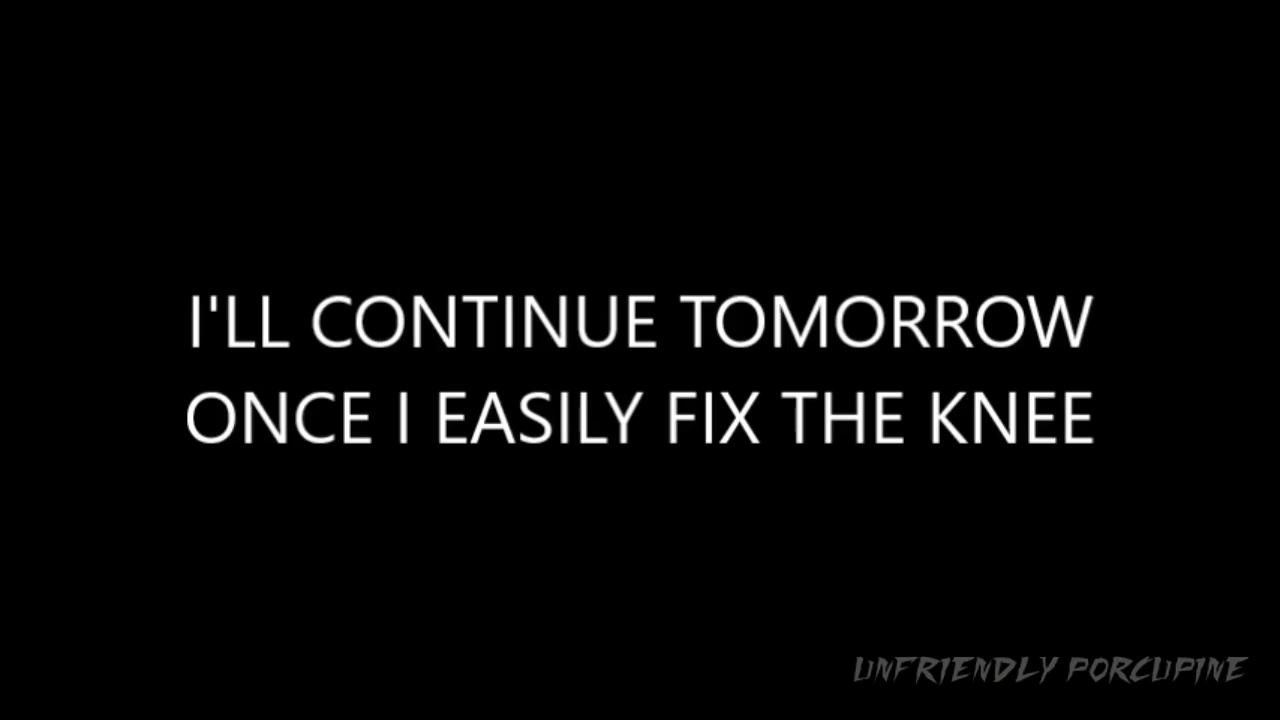 I'LL CONTINUE TOMORROW
ONCE I EASILY FIX THE KNEE
UNFRIENDLY PORCUPINE